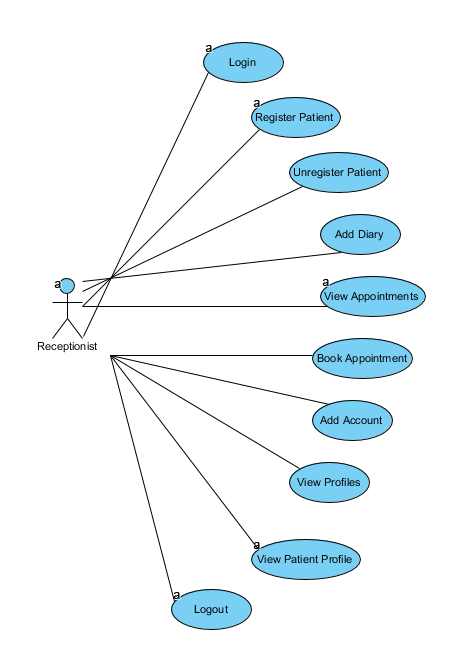 a
Login
a
Register Patient
Unregister Patient
Add Diary
a
View Appointments
a
Receptionist
Book Appointment
Add Account
View Profiles
a
View Patient Profile
a
Logout